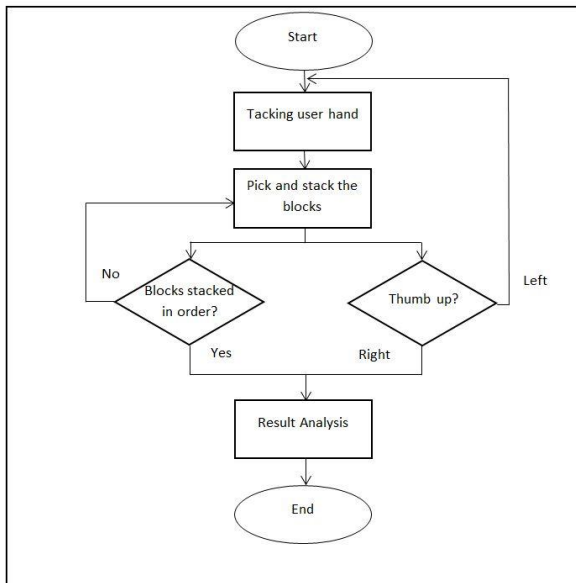 Start
Tacking user hand
Pick and stack the
blocks
No
Blocks stacked
in order?
Thumb up?
Left
Yes
Right
Result Analysis
End